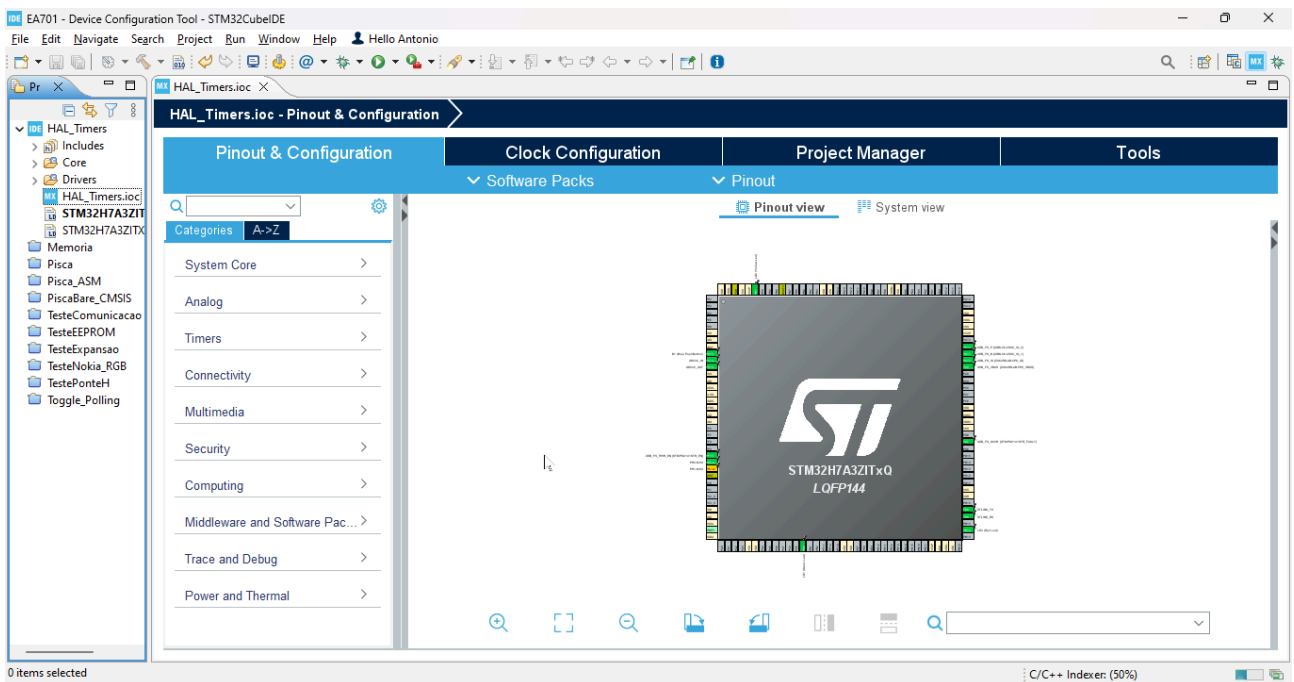 IDE EA701 - Device Configuration Tool - STM32CubeIDE
File Edit Navigate Search Project Run Window Help Hello Antonio
Pr
HAL_Timers.ioc
HAL_Timers.ioc - Pinout & Configuration
IDE HAL_Timers
Includes
Core
Drivers
MX HAL_Timers.ioc
STM32H7A3ZIT
STM32H7A3ZITX
Memoria
Pisca
Pisca_ASM
PiscaBare_CMSIS
TesteComunicacao
TesteEEPROM
TesteExpansao
TesteNokia_RGB
TestePonteH
Toggle_Polling
Pinout & Configuration
Clock Configuration
Project Manager
Tools
Software Packs
Pinout
Pinout view
System view
Categories
A->Z
System Core
Analog
Timers
Connectivity
Multimedia
Security
Computing
Middleware and Software Pac...
Trace and Debug
Power and Thermal
STM32H7A3ZITxQ
LQFP144
0 items selected
C/C++ Indexer: (50%)